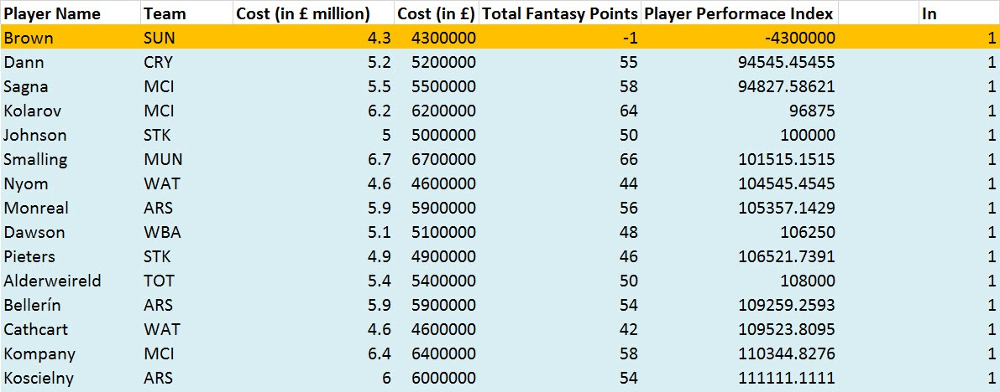 Player Name Team Cost (in £ million) Cost (in £) Total Fantasy Points Player Performace Index In
Brown SUN 4.3 4300000 -1 -4300000 1
Dann CRY 5.2 5200000 55 94545.45455 1
Sagna MCI 5.5 5500000 58 94827.58621 1
Kolarov MCI 6.2 6200000 64 96875 1
Johnson STK 5 5000000 50 100000 1
Smalling MUN 6.7 6700000 66 101515.1515 1
Nyom WAT 4.6 4600000 44 104545.4545 1
Monreal ARS 5.9 5900000 56 105357.1429 1
Dawson WBA 5.1 5100000 48 106250 1
Pieters STK 4.9 4900000 46 106521.7391 1
Alderweireld TOT 5.4 5400000 50 108000 1
Bellerín ARS 5.9 5900000 54 109259.2593 1
Cathcart WAT 4.6 4600000 42 109523.8095 1
Kompany MCI 6.4 6400000 58 110344.8276 1
Koscielny ARS 6 6000000 54 111111.1111 1